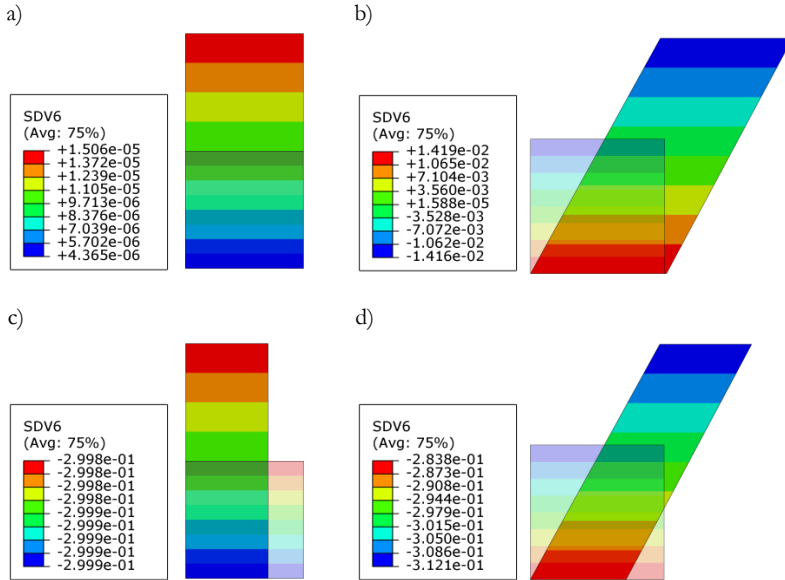 a)
SDV6
(Avg: 75%)
+1.506e-05
+1.372e-05
+1.239e-05
+1.105e-05
+9.713e-06
+8.376e-06
+7.039e-06
+5.702e-06
+4.365e-06
b)
SDV6
(Avg: 75%)
+1.419e-02
+1.065e-02
+7.104e-03
+3.560e-03
+1.588e-05
-3.528e-03
-7.072e-03
-1.062e-02
-1.416e-02
c)
SDV6
(Avg: 75%)
-2.998e-01
-2.998e-01
-2.998e-01
-2.998e-01
-2.999e-01
-2.999e-01
-2.999e-01
-2.999e-01
-2.999e-01
d)
SDV6
(Avg: 75%)
-2.838e-01
-2.873e-01
-2.908e-01
-2.944e-01
-2.979e-01
-3.015e-01
-3.050e-01
-3.086e-01
-3.121e-01